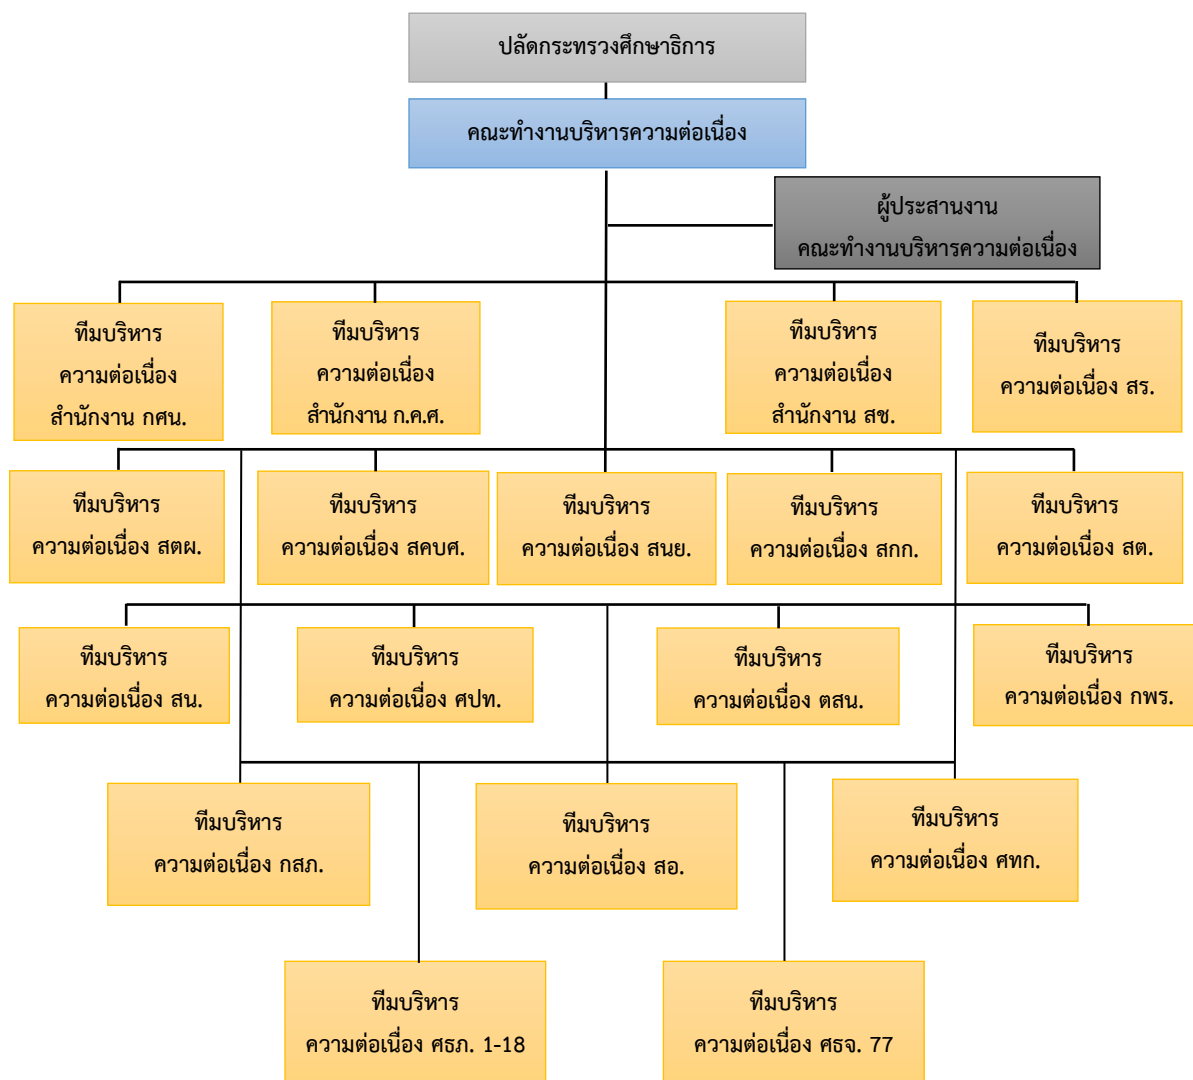 ปลัดกระทรวงศึกษาธิการ
คณะทำงานบริหารความต่อเนื่อง
ผู้ประสานงาน
คณะทำงานบริหารความต่อเนื่อง
ทีมบริหาร
ความต่อเนื่อง
สำนักงาน กศน.
ทีมบริหาร
ความต่อเนื่อง
สำนักงาน ก.ค.ศ.
ทีมบริหาร
ความต่อเนื่อง
สำนักงาน สช.
ทีมบริหาร
ความต่อเนื่อง สร.
ทีมบริหาร
ความต่อเนื่อง สตผ.
ทีมบริหาร
ความต่อเนื่อง สคบศ.
ทีมบริหาร
ความต่อเนื่อง สนย.
ทีมบริหาร
ความต่อเนื่อง สกก.
ทีมบริหาร
ความต่อเนื่อง สต.
ทีมบริหาร
ความต่อเนื่อง สน.
ทีมบริหาร
ความต่อเนื่อง ศปท.
ทีมบริหาร
ความต่อเนื่อง ตสน.
ทีมบริหาร
ความต่อเนื่อง กพร.
ทีมบริหาร
ความต่อเนื่อง กสภ.
ทีมบริหาร
ความต่อเนื่อง สอ.
ทีมบริหาร
ความต่อเนื่อง ศทก.
ทีมบริหาร
ความต่อเนื่อง ศธภ. 1-18
ทีมบริหาร
ความต่อเนื่อง ศธจ. 77